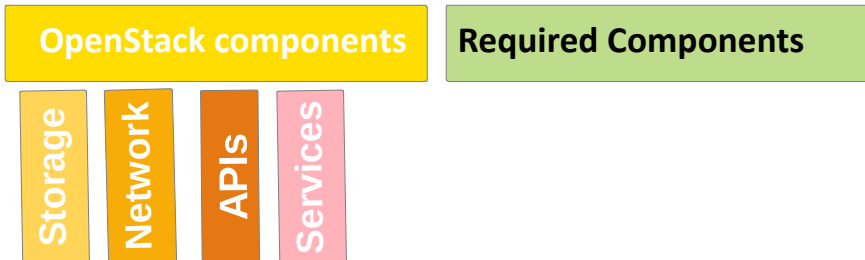 OpenStack components
Required Components
Storage
Network
APIs
Services